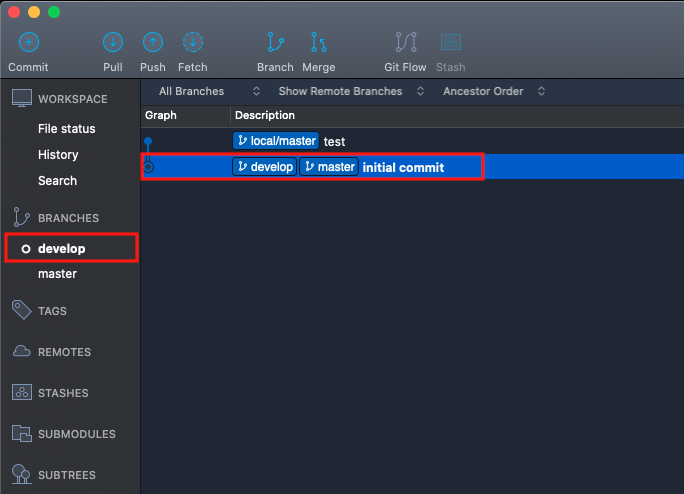 Commit Pull Push Fetch Branch Merge Git Flow Stash
WORKSPACE
File status
History
Search
BRANCHES
develop
master
TAGS
REMOTES
STASHES
SUBMODULES
SUBTREES
All Branches Show Remote Branches Ancestor Order
Graph Description
local/master test
develop master initial commit